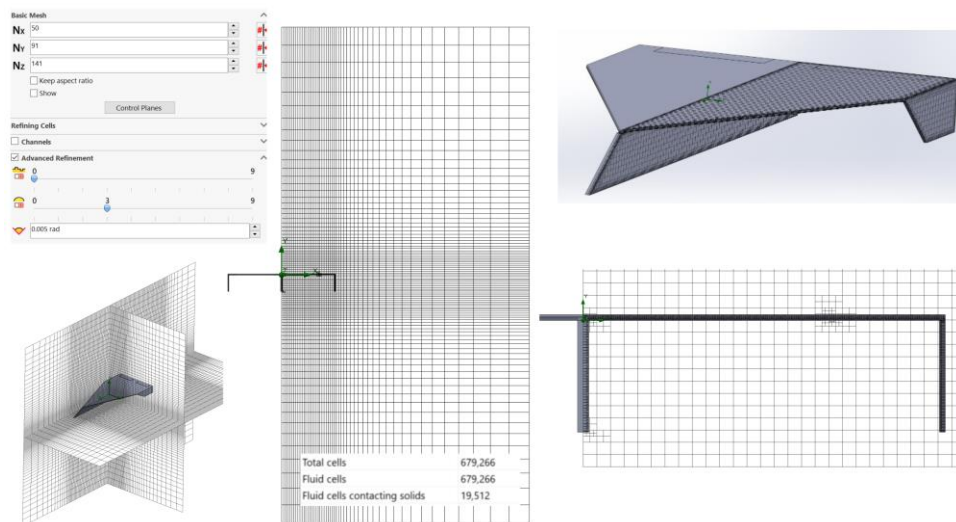 Basic Mesh
Nx 50
NY 91
Nz 141
Keep aspect ratio
Show
Control Planes
Refining Cells
Channels
Advanced Refinement
0 9
0 3 9
0.005 rad
Y
Total cells 679,266
Fluid cells 679,266
Fluid cells contacting solids 19,512